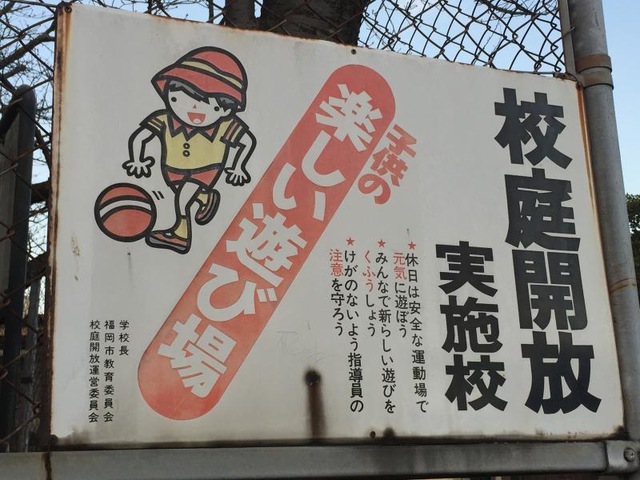 校庭開放
実施校
子供の
楽しい遊び場
★休日は安全な運動場で
元気に遊ぼう
★みんなで新らしい遊びを
くふうしょう
★けがのないよう指導員の
注意を守ろう
学校長
福岡市教育委員会
校庭開放運営委員会